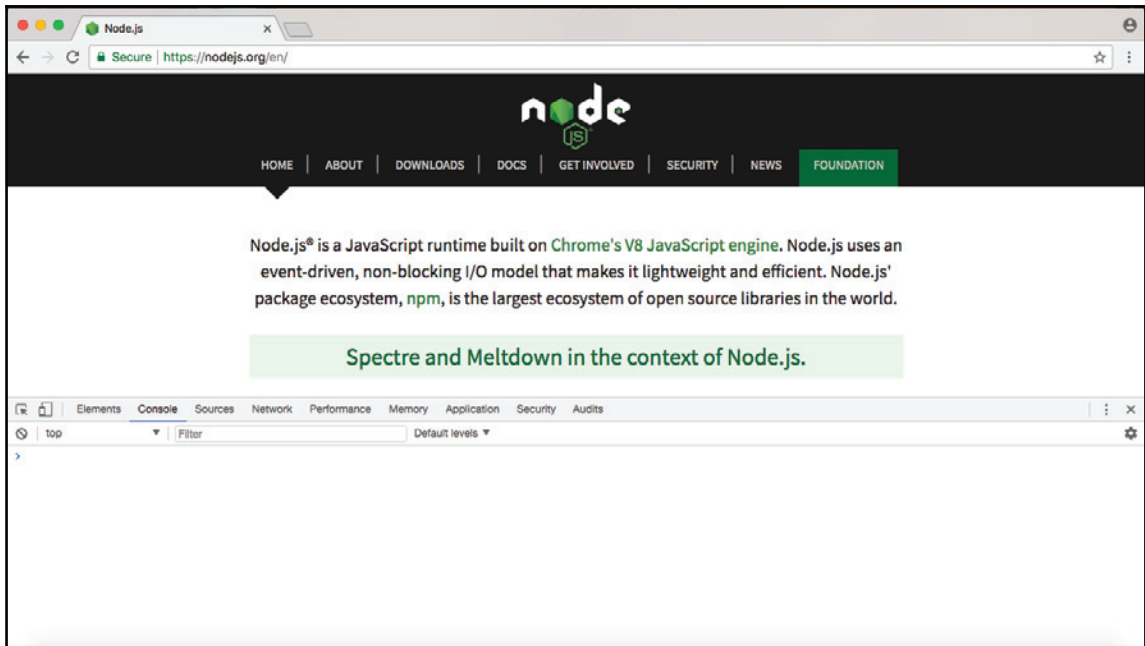 Node.js
Secure https://nodejs.org/en/
node
JS
HOME ABOUT DOWNLOADS DOCS GET INVOLVED SECURITY NEWS FOUNDATION
Node.js® is a JavaScript runtime built on Chrome's V8 JavaScript engine. Node.js uses an
event-driven, non-blocking I/O model that makes it lightweight and efficient. Node.js'
package ecosystem, npm, is the largest ecosystem of open source libraries in the world.
Spectre and Meltdown in the context of Node.js.
Elements Console Sources Network Performance Memory Application Security Audits
top Filter Default levels